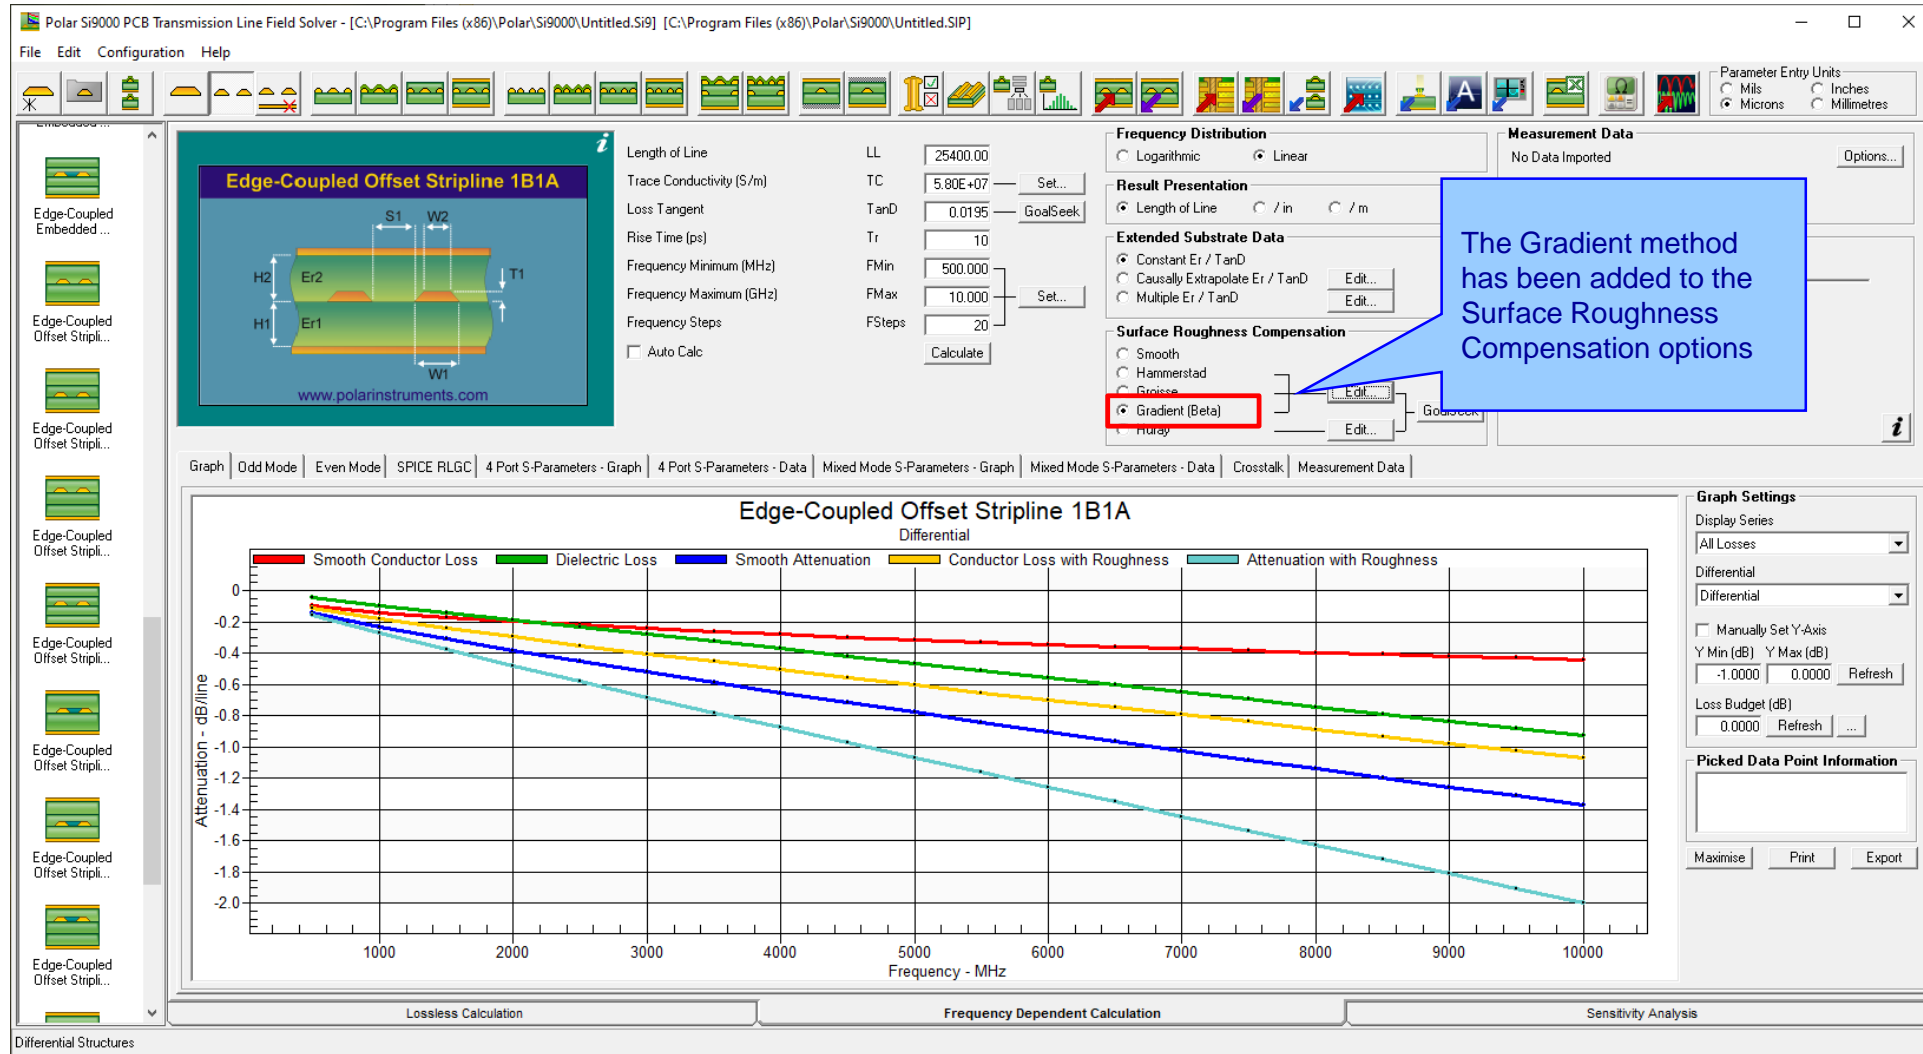 Polar Si9000 PCB Transmission Line Field Solver - [C:\Program Files (x86)\Polar\Si9000\Untitled.Si9] [C:\Program Files (x86)\Polar\Si9000\Untitled.SIP]
File Edit Configuration Help
Parameter Entry Units
Mils Inches
Microns Millimetres
Edge-Coupled
Embedded ...
Edge-Coupled
Offset Stripli...
Edge-Coupled
Offset Stripli...
Edge-Coupled
Offset Stripli...
Edge-Coupled
Offset Stripli...
Edge-Coupled
Offset Stripli...
Edge-Coupled
Offset Stripli...
Edge-Coupled
Offset Stripli...
i
Edge-Coupled Offset Stripline 1B1A
S1 W2
H2 Er2 T1
H1 Er1
W1
www.polarinstruments.com
Length of Line LL 25400.00
Trace Conductivity (S/m) TC 5.80E+07 Set...
Loss Tangent TanD 0.0195 GoalSeek
Rise Time (ps) Tr 10
Frequency Minimum (MHz) FMin 500.000
Frequency Maximum (GHz) FMax 10.000 Set...
Frequency Steps FSteps 20
Auto Calc Calculate
Frequency Distribution
Logarithmic Linear
Result Presentation
Length of Line / in / m
Extended Substrate Data
Constant Er / TanD
Causally Extrapolate Er / TanD Edit...
Multiple Er / TanD Edit...
Surface Roughness Compensation
Smooth
Hammerstad
Groisse Edit...
Gradient (Beta) GoalSeek
Huray Edit...
Measurement Data
No Data Imported Options...
The Gradient method
has been added to the
Surface Roughness
Compensation options
i
Graph Odd Mode Even Mode SPICE RLGC 4 Port S-Parameters - Graph 4 Port S-Parameters - Data Mixed Mode S-Parameters - Graph Mixed Mode S-Parameters - Data Crosstalk Measurement Data
Edge-Coupled Offset Stripline 1B1A
Differential
Smooth Conductor Loss Dielectric Loss Smooth Attenuation Conductor Loss with Roughness Attenuation with Roughness
Attenuation - dB/line
0
-0.2
-0.4
-0.6
-0.8
-1.0
-1.2
-1.4
-1.6
-1.8
-2.0
1000 2000 3000 4000 5000 6000 7000 8000 9000 10000
Frequency - MHz
Graph Settings
Display Series
All Losses
Differential
Differential
Manually Set Y-Axis
Y Min (dB) Y Max (dB)
-1.0000 0.0000 Refresh
Loss Budget (dB)
0.0000 Refresh ...
Picked Data Point Information
Maximise Print Export
Lossless Calculation Frequency Dependent Calculation Sensitivity Analysis
Differential Structures